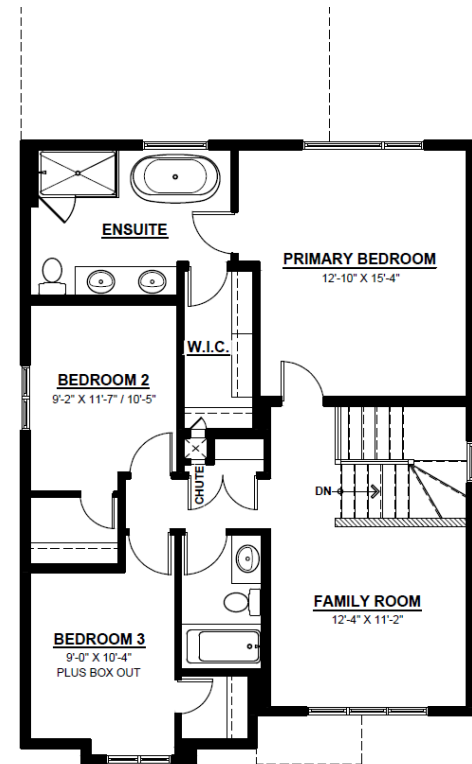 ENSUITE
PRIMARY BEDROOM
12'-10" X 15'-4"
W.I.C.
BEDROOM 2
9'-2" X 11'-7" / 10'-5"
CHUTE
DN
FAMILY ROOM
12'-4" X 11'-2"
BEDROOM 3
9'-0" X 10'-4"
PLUS BOX OUT